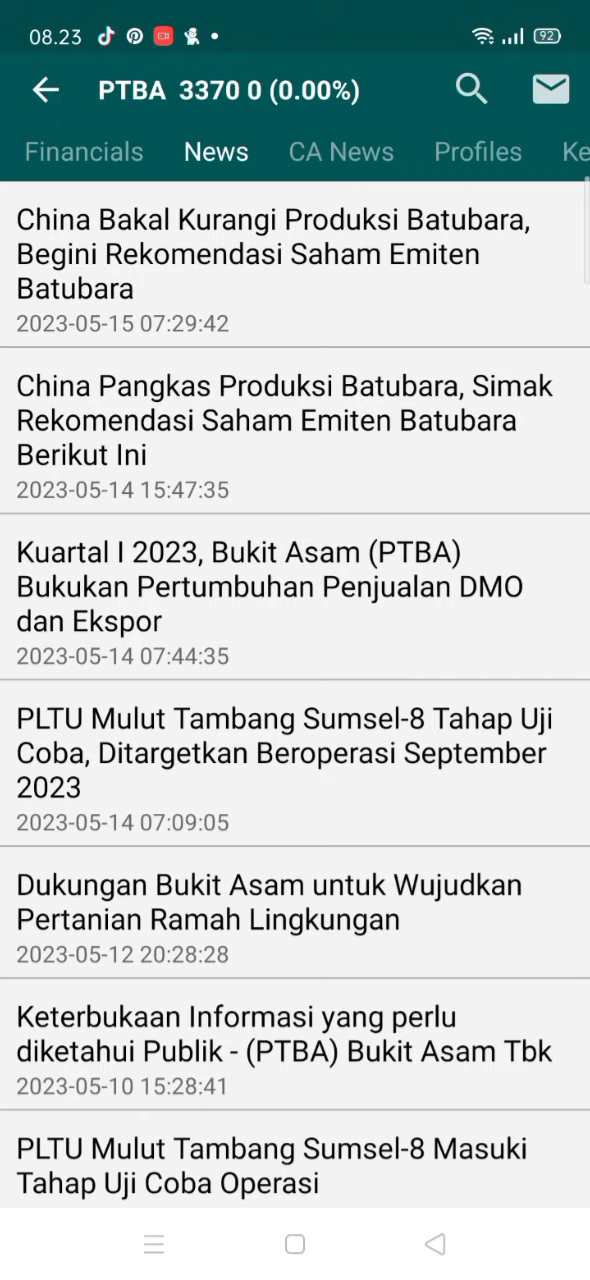 08.23
92
PTBA 3370 0 (0.00%)
Financials News CA News Profiles Ke
China Bakal Kurangi Produksi Batubara,
Begini Rekomendasi Saham Emiten
Batubara
2023-05-15 07:29:42
China Pangkas Produksi Batubara, Simak
Rekomendasi Saham Emiten Batubara
Berikut Ini
2023-05-14 15:47:35
Kuartal I 2023, Bukit Asam (PTBA)
Bukukan Pertumbuhan Penjualan DMO
dan Ekspor
2023-05-14 07:44:35
PLTU Mulut Tambang Sumsel-8 Tahap Uji
Coba, Ditargetkan Beroperasi September
2023
2023-05-14 07:09:05
Dukungan Bukit Asam untuk Wujudkan
Pertanian Ramah Lingkungan
2023-05-12 20:28:28
Keterbukaan Informasi yang perlu
diketahui Publik - (PTBA) Bukit Asam Tbk
2023-05-10 15:28:41
PLTU Mulut Tambang Sumsel-8 Masuki
Tahap Uji Coba Operasi